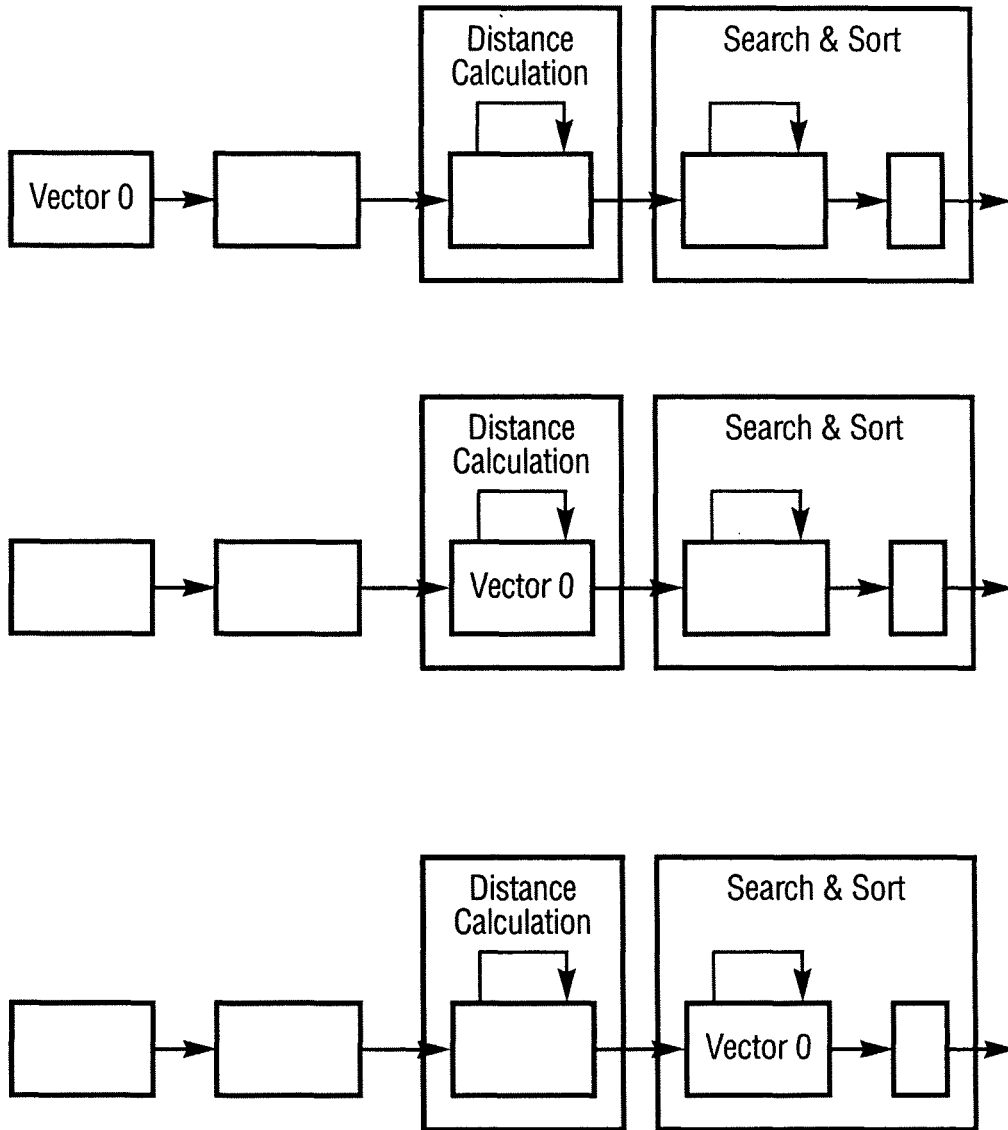 Distance
Calculation
Search & Sort
Vector 0
Distance
Calculation
Search & Sort
Vector 0
Distance
Calculation
Search & Sort
Vector 0